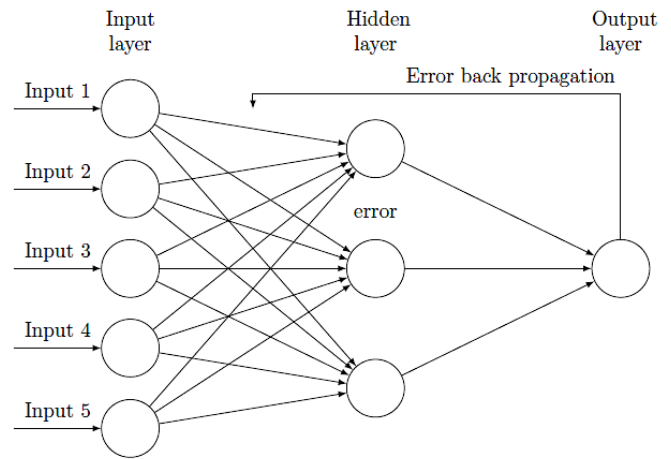 Input
layer
Hidden
layer
Output
layer
Error back propagation
Input 1
Input 2
error
Input 3
Input 4
Input 5